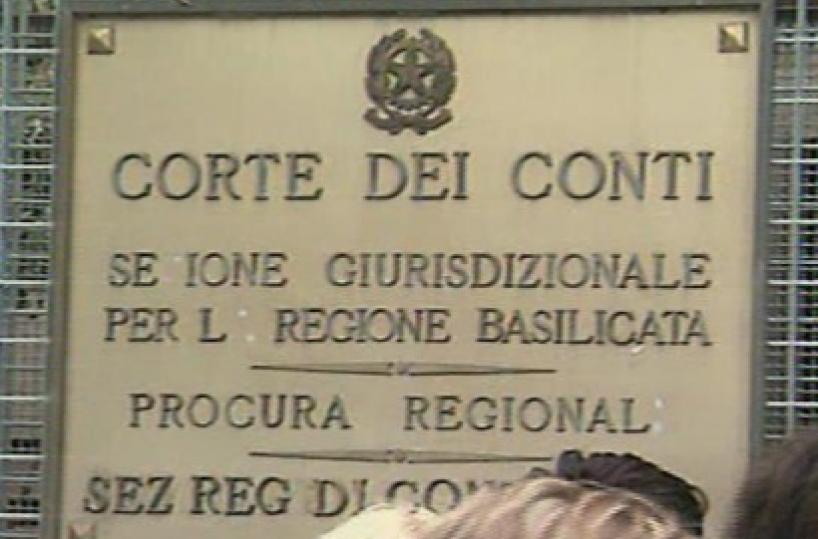 CORTE DEI CONTI
SE IONE GIURISDIZIONALE
PER L REGIONE BASILICATA
PROCURA REGIONAL
SEZ REG DI